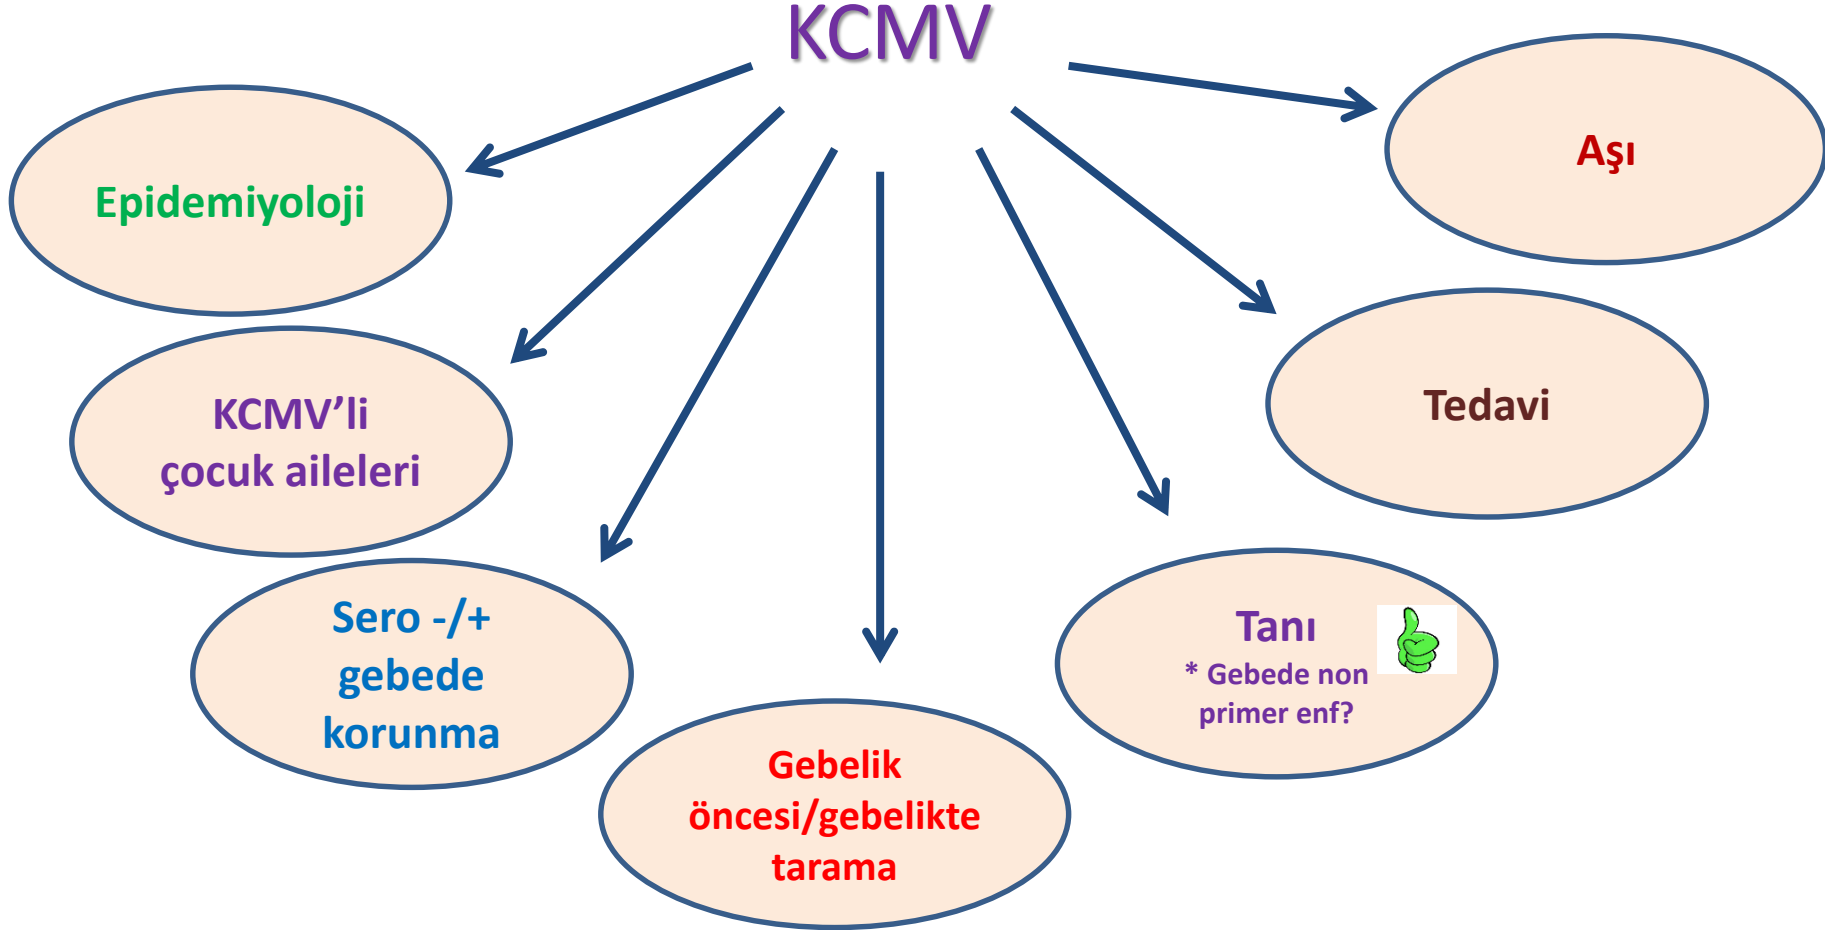 KCMV
Epidemiyoloji
KCMV’li
çocuk aileleri
Sero -/+
gebede
korunma
Gebelik
öncesi/gebelikte
tarama
Tanı
* Gebede non
primer enf?
Tedavi
Aşı